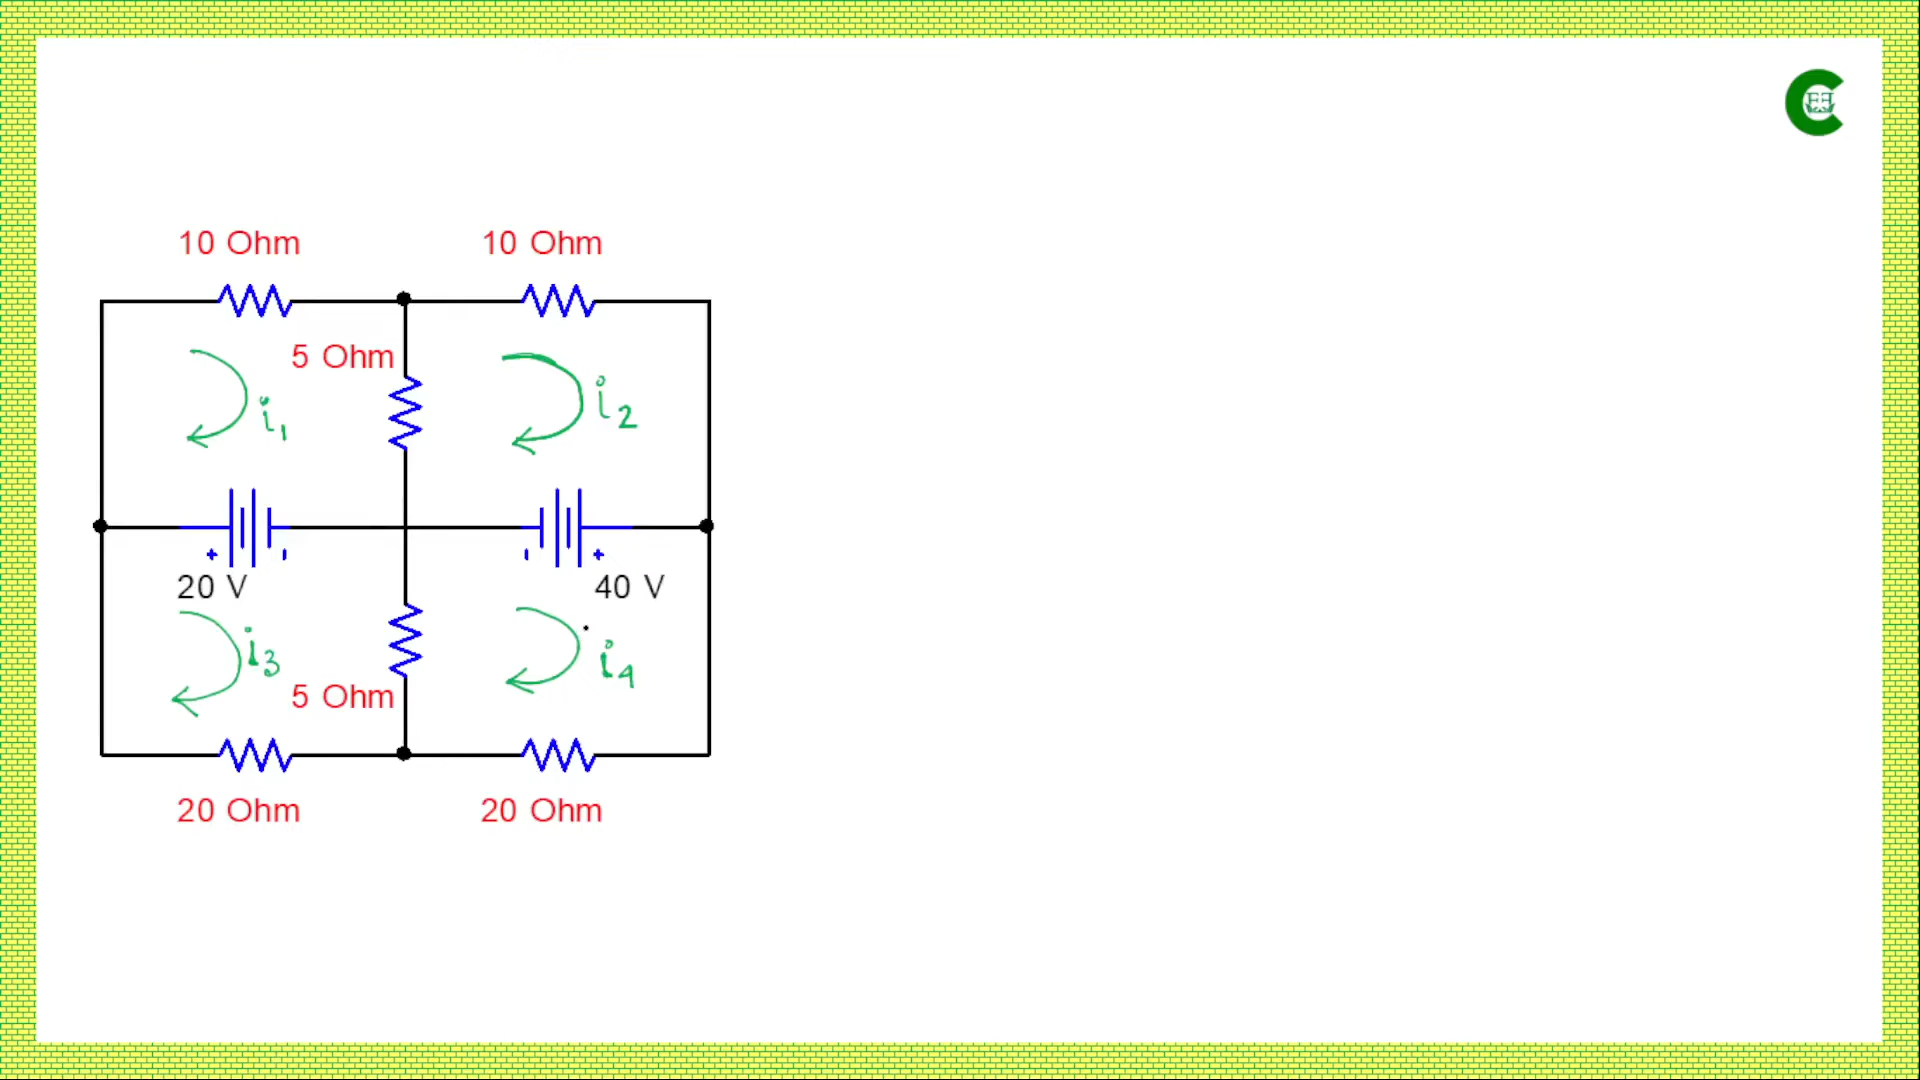 10 Ohm 10 Ohm
5 Ohm
i1 i2
+ - - +
20 V 40 V
i3 i4
5 Ohm
20 Ohm 20 Ohm